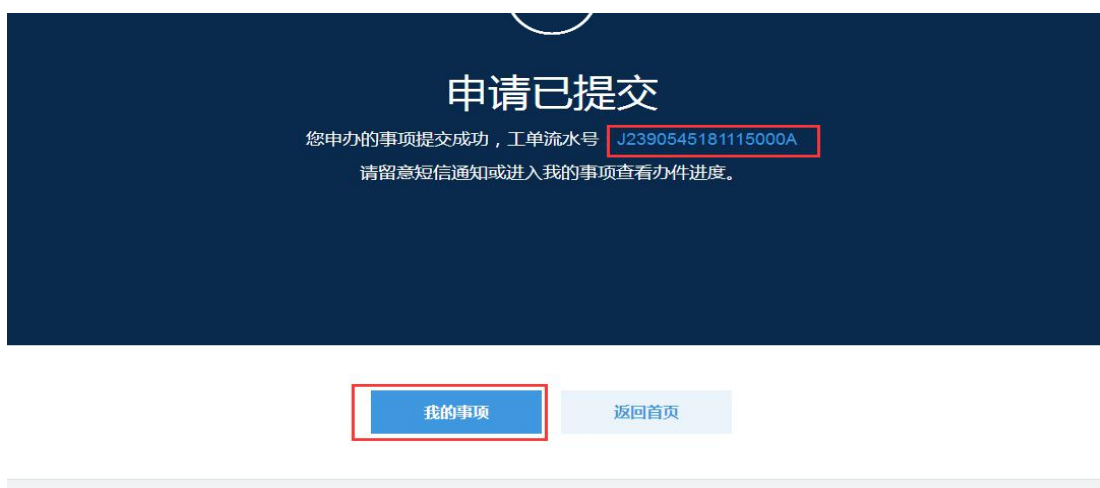 申请已提交
您申办的事项提交成功，工单流水号 J2390545181115000A
请留意短信通知或进入我的事项查看办件进度。
我的事项
返回首页